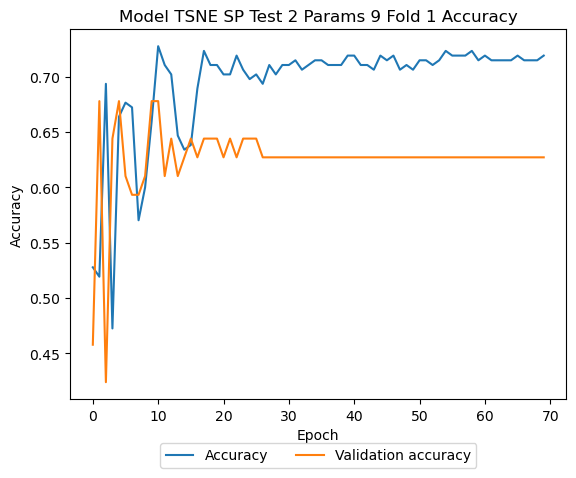 Model TSNE SP Test 2 Params 9 Fold 1 Accuracy
Accuracy
0.70
0.65
0.60
0.55
0.50
0.45
0 10 20 30 40 50 60 70
Epoch
Accuracy Validation accuracy